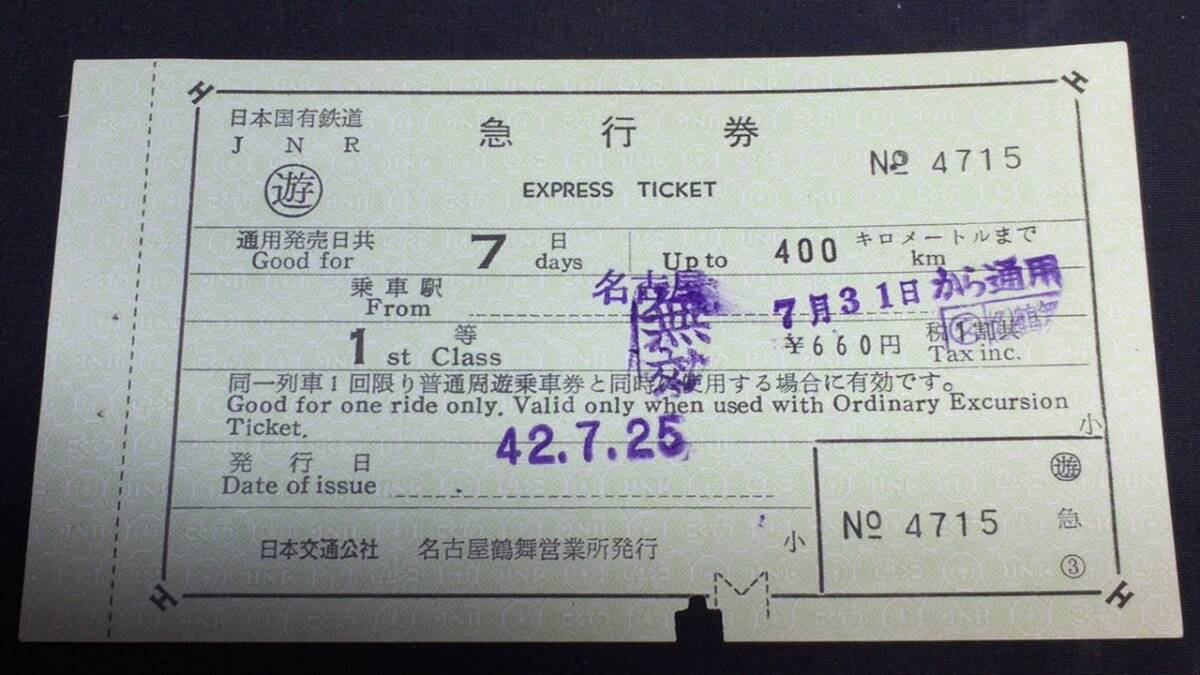 日本国有鉄道
J N R
遊
急行券
EXPRESS TICKET
Nº 4715
通用発売日共 7 日
Good for days
400 キロメートルまで
Up to km
乗車駅 名古屋
From
7月31日から通用
1 等
st Class
¥660円 税1割
Tax inc.
無
同一列車1回限り普通周遊乗車券と同時 使用する場合に有効です。
Good for one ride only. Valid only when used with Ordinary Excursion
Ticket.
小
42.7.25
発行日
Date of issue
日本交通公社 名古屋鶴舞営業所発行
小
Nº 4715
遊
急
3